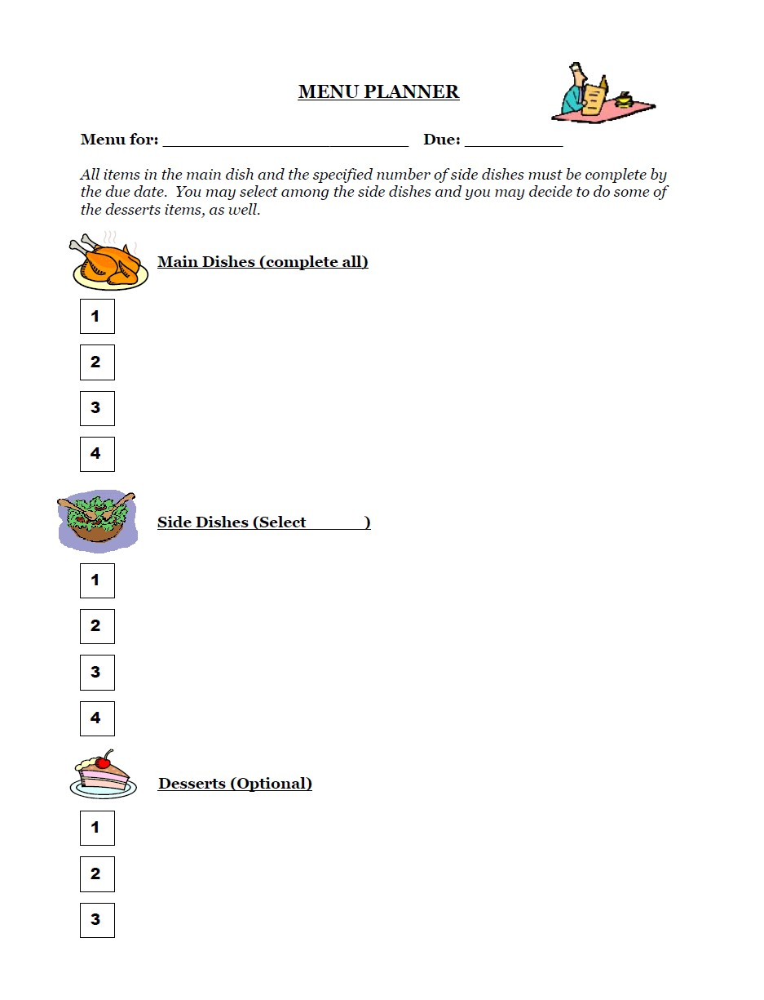 MENU PLANNER
Menu for: ______________________________ Due: ____________
All items in the main dish and the specified number of side dishes must be complete by
the due date.  You may select among the side dishes and you may decide to do some of
the desserts items, as well.
Main Dishes (complete all)
1
2
3
4
Side Dishes (Select ______)
1
2
3
4
Desserts (Optional)
1
2
3